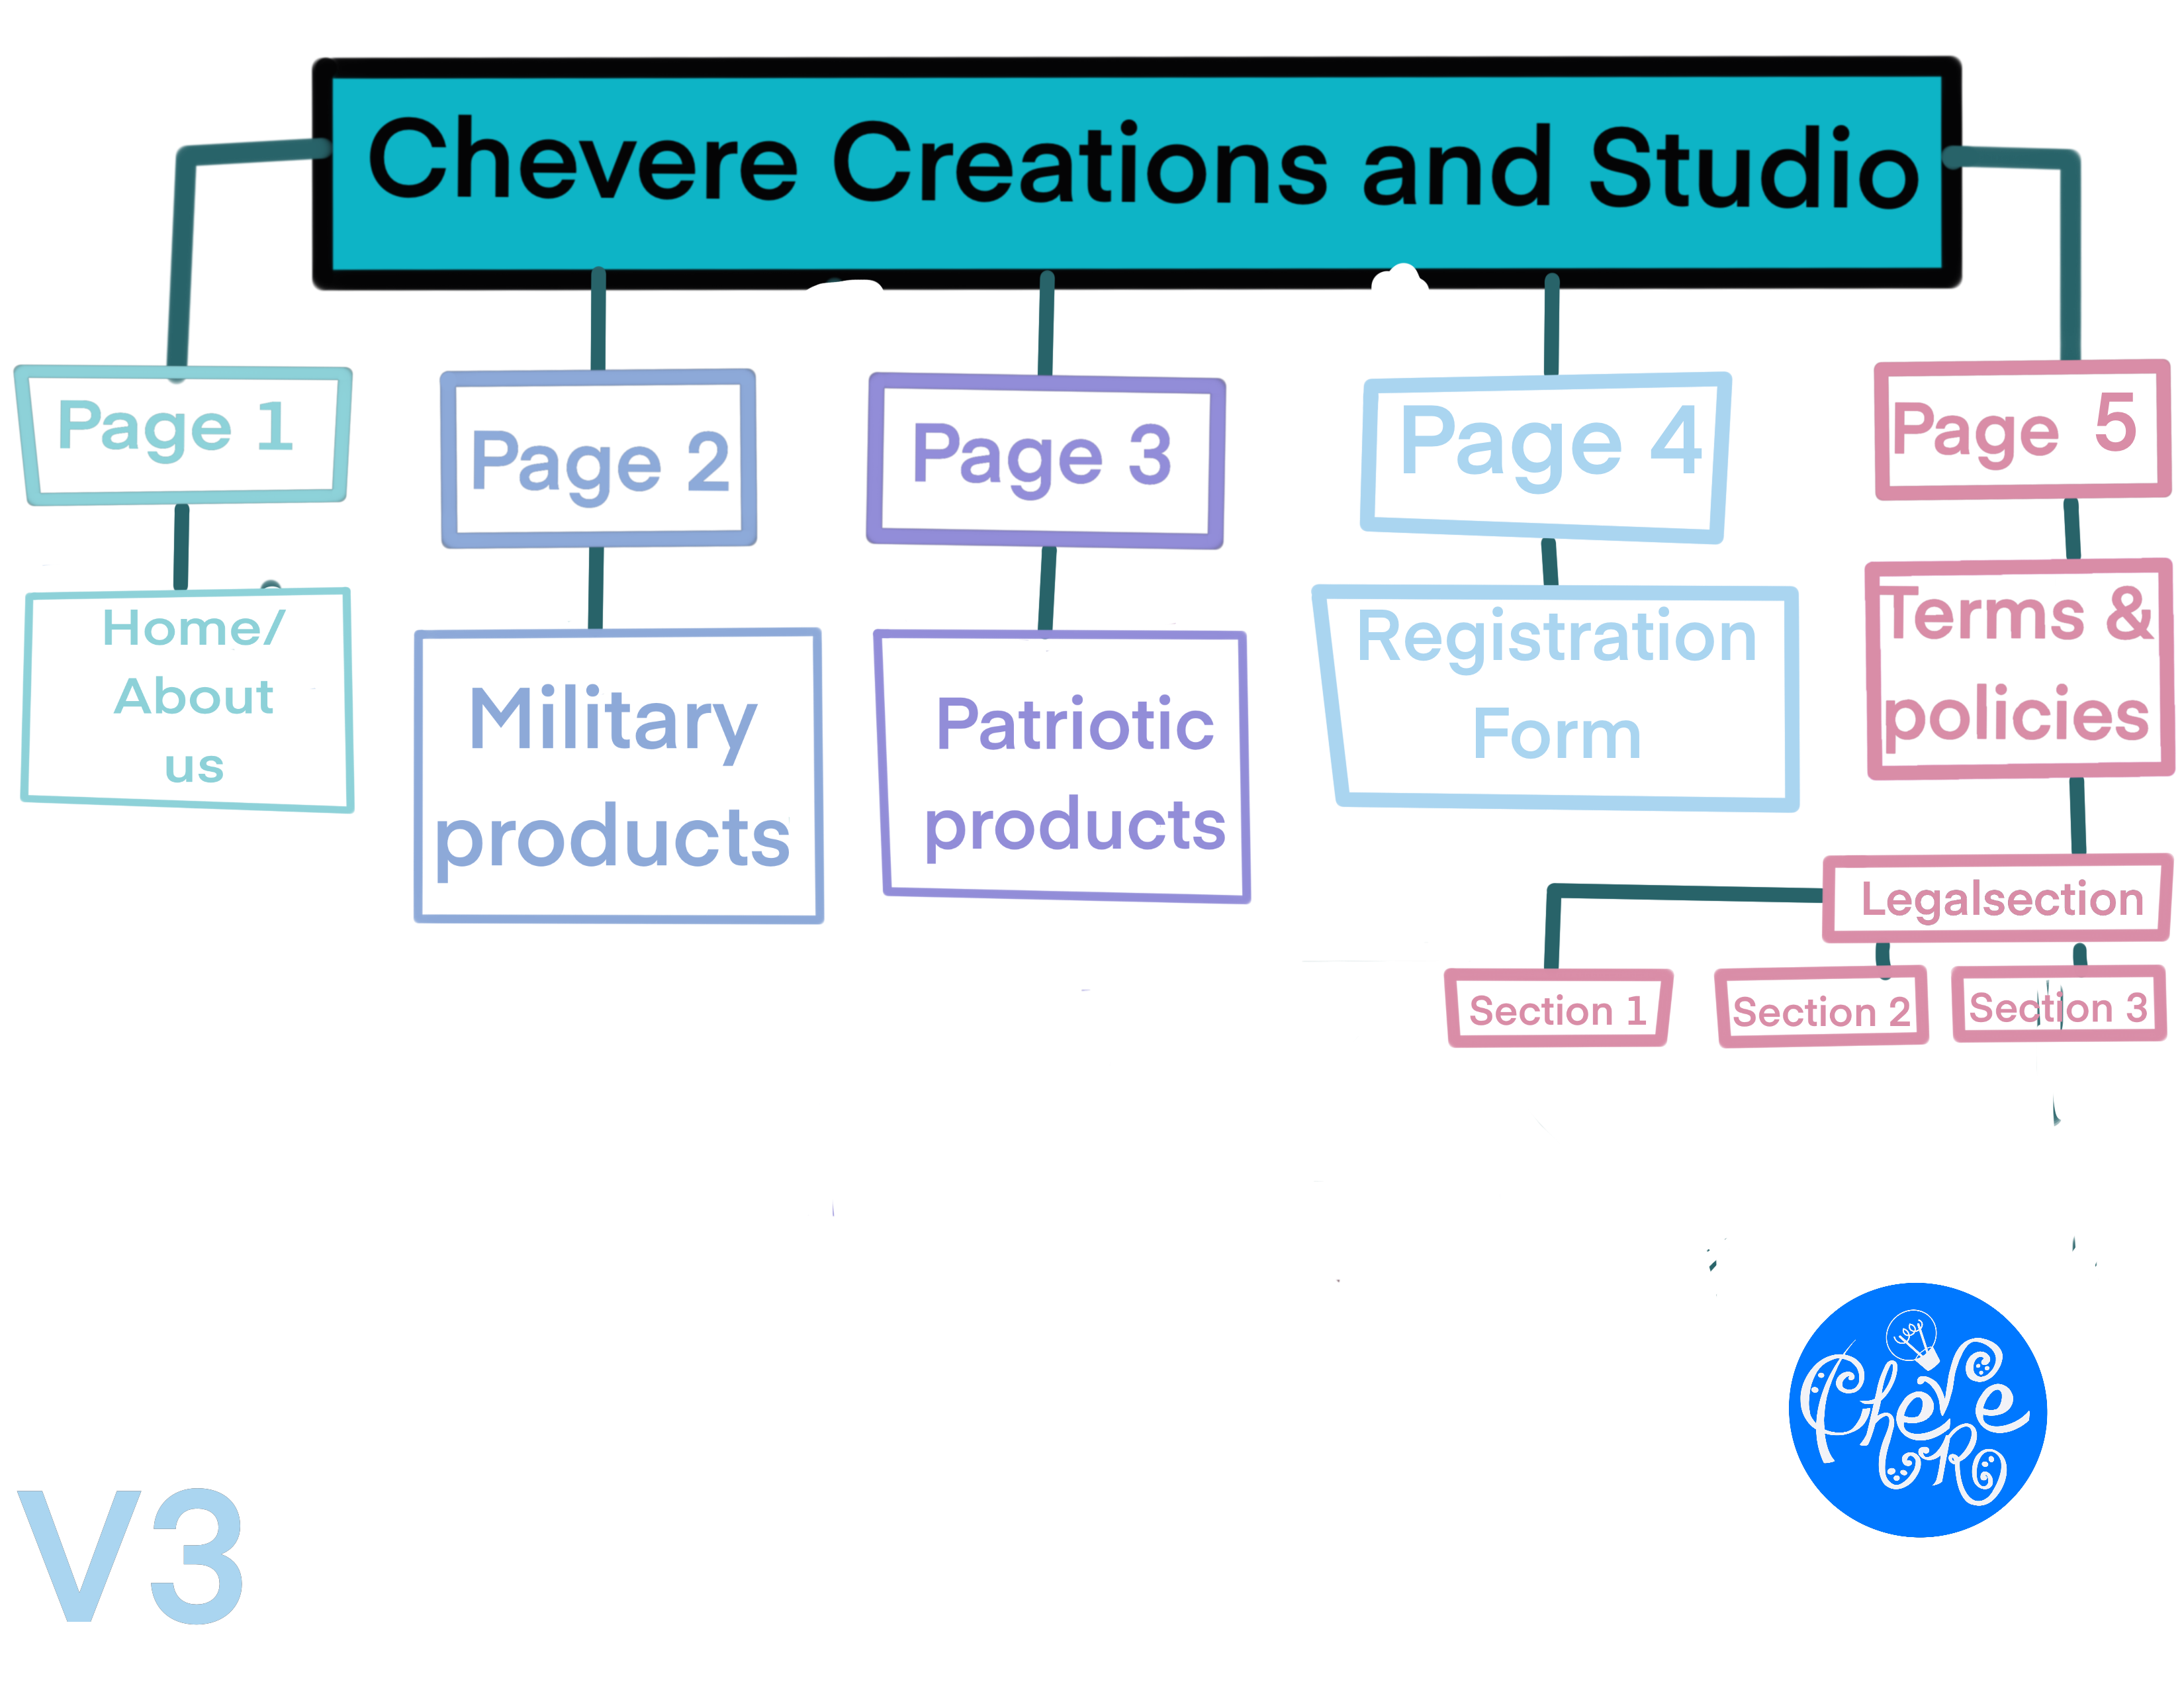 Chevere Creations and Studio
Page 1
Page 2
Page 3
Page 4
Page 5
Home/
About
us
Military
products
Patriotic
products
Registration
Form
Terms &
policies
Legalsection
Section 1
Section 2
Section 3
V3